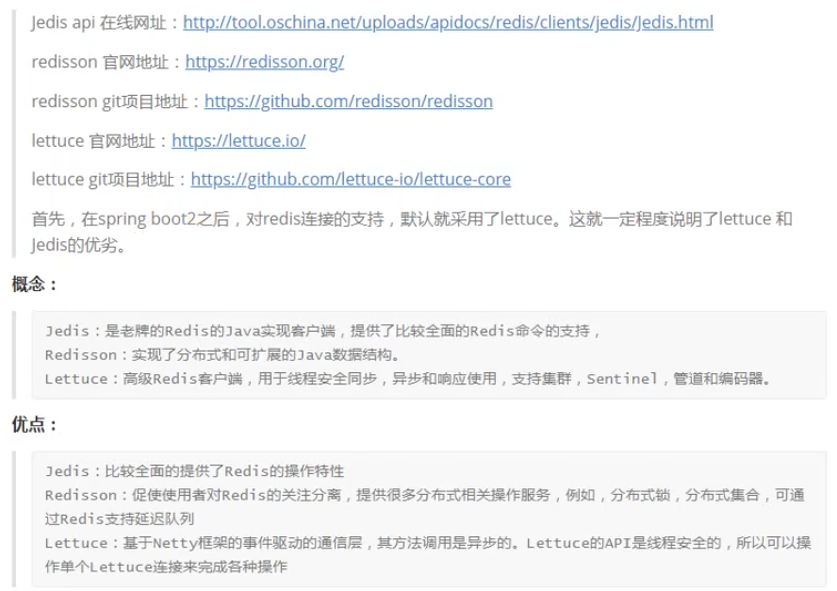 Jedis api 在线网址：http://tool.oschina.net/uploads/apidocs/redis/clients/jedis/Jedis.html
redisson 官网地址：https://redisson.org/
redisson git项目地址：https://github.com/redisson/redisson
lettuce 官网地址：https://lettuce.io/
lettuce git项目地址：https://github.com/lettuce-io/lettuce-core
首先，在spring boot2之后，对redis连接的支持，默认就采用了lettuce。这就一定程度说明了lettuce 和
Jedis的优劣。
概念：
Jedis：是老牌的Redis的Java实现客户端，提供了比较全面的Redis命令的支持，
Redisson：实现了分布式和可扩展的Java数据结构。
Lettuce：高级Redis客户端，用于线程安全同步，异步和响应使用，支持集群，Sentinel，管道和编码器。
优点：
Jedis：比较全面的提供了Redis的操作特性
Redisson：促使使用者对Redis的关注分离，提供很多分布式相关操作服务，例如，分布式锁，分布式集合，可通
过Redis支持延迟队列
Lettuce：基于Netty框架的事件驱动的通信层，其方法调用是异步的。Lettuce的API是线程安全的，所以可以操
作单个Lettuce连接来完成各种操作